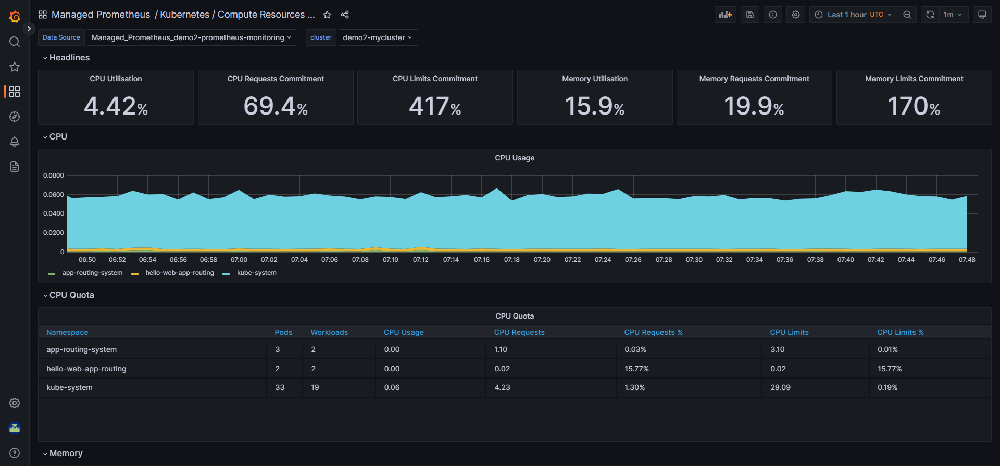 Managed Prometheus / Kubernetes / Compute Resources ...
Last 1 hour UTC
1m
Data Source
Managed_Prometheus_demo2-prometheus-monitoring
cluster
demo2-mycluster
Headlines
CPU Utilisation
4.42%
CPU Requests Commitment
69.4%
CPU Limits Commitment
417%
Memory Utilisation
15.9%
Memory Requests Commitment
19.9%
Memory Limits Commitment
170%
CPU
CPU Usage
0.0800
0.0600
0.0400
0.0200
0
06:50 06:52 06:54 06:56 06:58 07:00 07:02 07:04 07:06 07:08 07:10 07:12 07:14 07:16 07:18 07:20 07:22 07:24 07:26 07:28 07:30 07:32 07:34 07:36 07:38 07:40 07:42 07:44 07:46 07:48
app-routing-system hello-web-app-routing kube-system
CPU Quota
CPU Quota
Namespace Pods Workloads CPU Usage CPU Requests CPU Requests % CPU Limits CPU Limits %
app-routing-system 3 2 0.00 1.10 0.03% 3.10 0.01%
hello-web-app-routing 2 2 0.00 0.02 15.77% 0.02 15.77%
kube-system 33 19 0.06 4.23 1.30% 29.09 0.19%
Memory